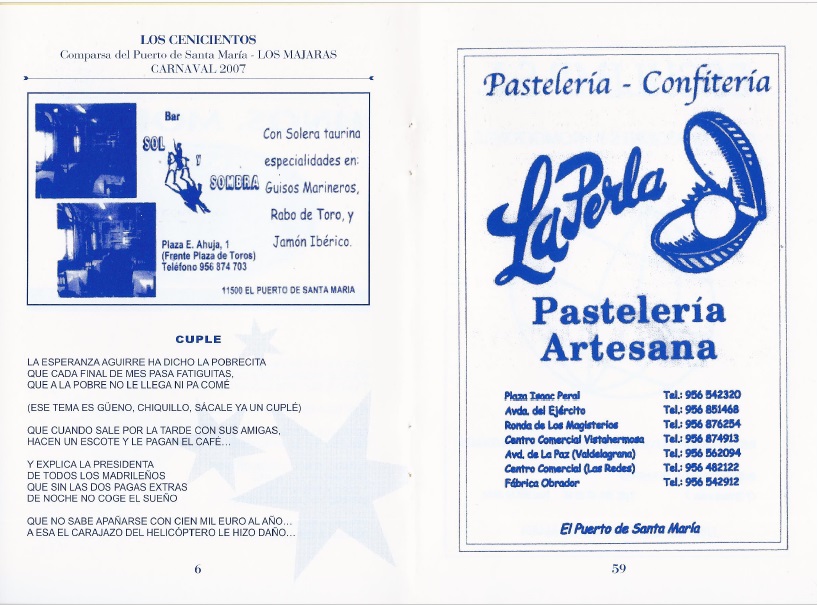 LOS CENICIENTOS
Comparsa del Puerto de Santa María - LOS MAJARAS
CARNAVAL 2007
Bar
SOL
Y
SOMBRA
Con Solera taurina
especialidades en:
Guisos Marineros,
Rabo de Toro, y
Jamón Ibérico.
Plaza E. Ahuja, 1
(Frente Plaza de Toros)
Teléfono 956 874 703
11500 EL PUERTO DE SANTA MARIA
CUPLE
LA ESPERANZA AGUIRRE HA DICHO LA POBRECITA
QUE CADA FINAL DE MES PASA FATIGUITAS,
QUE A LA POBRE NO LE LLEGA NI PA COMÉ
(ESE TEMA ES GÜENO, CHIQUILLO, SÁCALE YA UN CUPLÉ)
QUE CUANDO SALE POR LA TARDE CON SUS AMIGAS,
HACEN UN ESCOTE Y LE PAGAN EL CAFÉ…
Y EXPLICA LA PRESIDENTA
DE TODOS LOS MADRILEÑOS
QUE SIN LAS DOS PAGAS EXTRAS
DE NOCHE NO COGE EL SUEÑO
QUE NO SABE APAÑARSE CON CIEN MIL EURO AL AÑO…
A ESA EL CARAJAZO DEL HELICÓPTERO LE HIZO DAÑO…
6
Pastelería - Confitería
La Perla
Pastelería
Artesana
Plaza Isaac Peral Tel.: 956 542320
Avda. del Ejército Tel.: 956 851468
Ronda de Los Magisterios Tel.: 956 876254
Centro Comercial Vistahermosa Tel.: 956 874913
Avd. de La Paz (Valdelagrana) Tel.: 956 562094
Centro Comercial (Las Redes) Tel.: 956 482122
Fábrica Obrador Tel.: 956 542912
El Puerto de Santa María
59